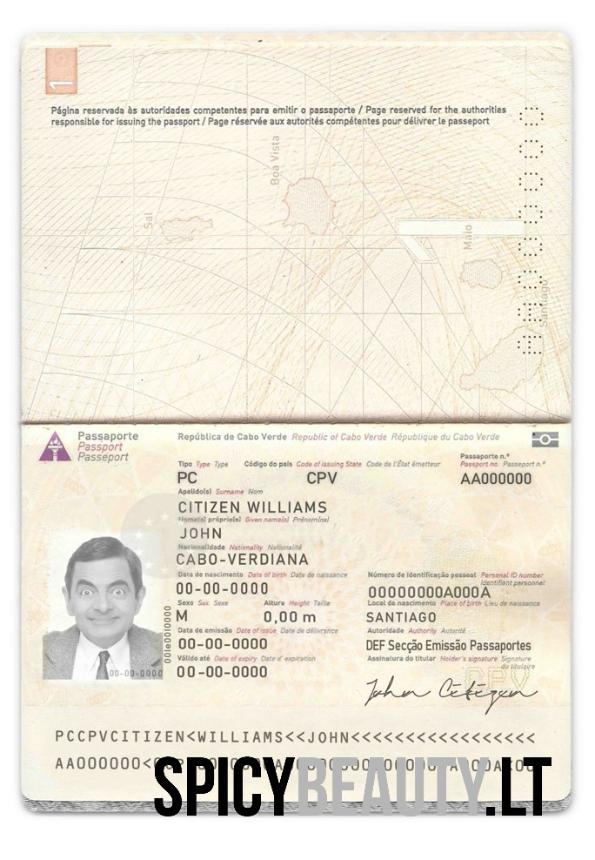 1
Página reservada às autoridades competentes para emitir o passaporte / Page reserved for the authorities
responsible for issuing the passport / Page réservée aux autorités compétentes pour délivrer le passeport
Boa Vista
Sal
Maio
1
Santiago
AA000000
Passaporte
Passport
Passeport
República de Cabo Verde Republic of Cabo Verde République du Cabo Verde
Tipo Type Type Código do país Code of issuing State Code de l'État émetteur
Passaporte n.º
Passport no. Passeport n.º
PC CPV AA000000
Apelido(s) Surname Nom
CITIZEN WILLIAMS
Nome(s) próprio(s) Given name(s) Prénom(ns)
JOHN
Nacionalidade Nationality Nationalité
CABO-VERDIANA
Data de nascimento Date of birth Date de naissance
00-00-0000
Número de Identificação pessoal Personal ID number
Identifiant personnel
00000000A000A
Sexo Sex Sexe Altura Height Taille
M 0,00 m
Local de nascimento Place of birth Lieu de naissance
SANTIAGO
Data de emissão Date of issue Date de délivrance
00-00-0000
Autoridade Authority Autorité
DEF Secção Emissão Passaportes
Válido até Date of expiry Date d' expiration
00-00-0000
Assinatura do titular Holder's signature Signature
du titulaire
CPV
John Citizen
00-00-0000
PCCPVCITIZEN<WILLIAMS<<JOHN<<<<<<<<<<<<<<<<<
AA000000<
SPICYBEAUTY.LT